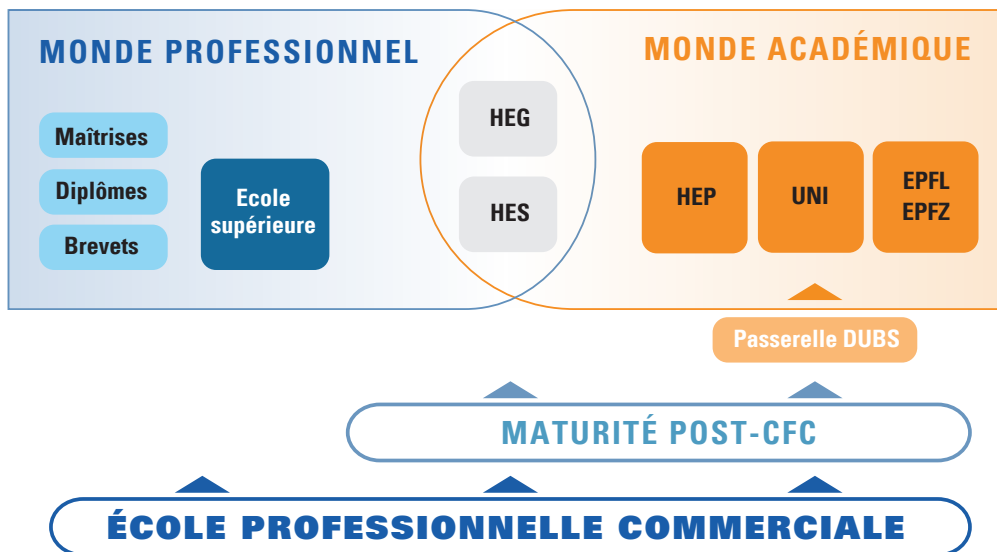 MONDE PROFESSIONNEL
MONDE ACADÉMIQUE
Maîtrises
Diplômes
Brevets
Ecole
supérieure
HEG
HES
HEP
UNI
EPFL
EPFZ
Passerelle DUBS
MATURITÉ POST-CFC
ÉCOLE PROFESSIONNELLE COMMERCIALE